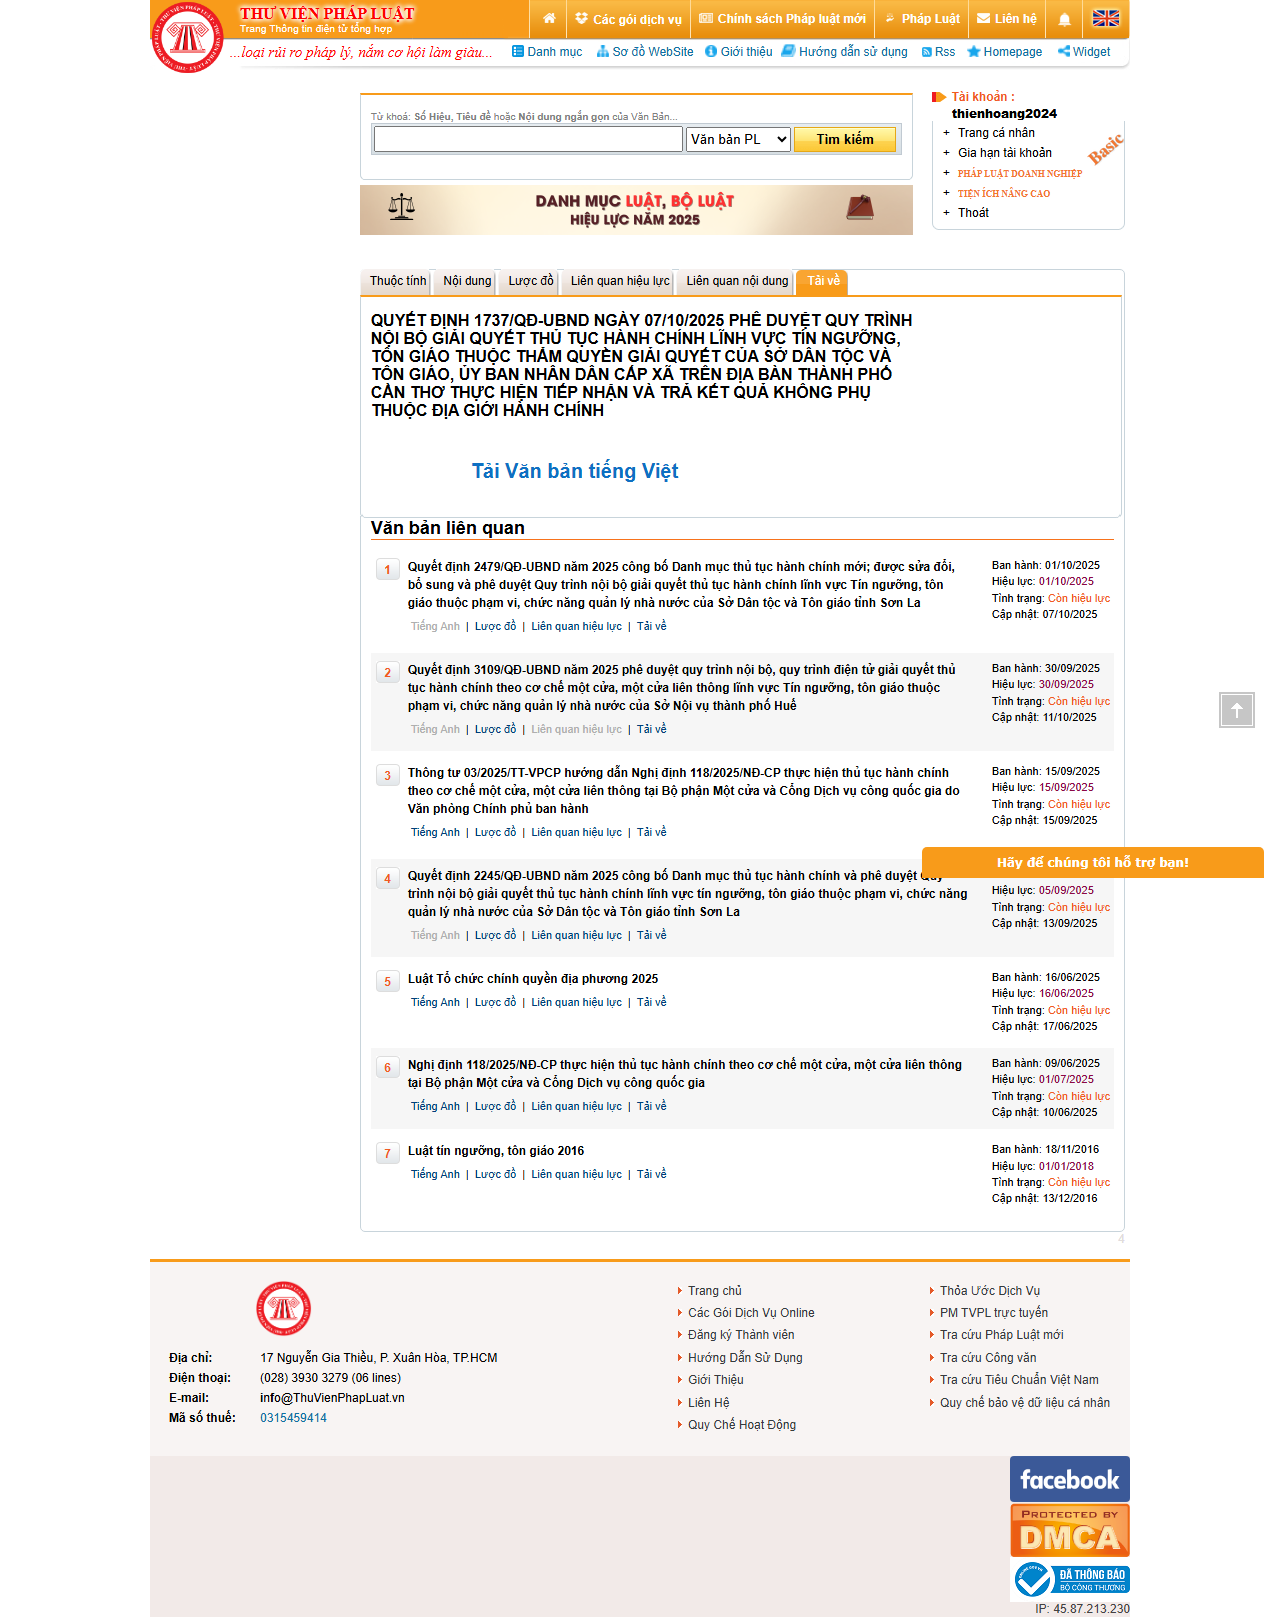 THƯ VIỆN PHÁP LUẬT
Trang Thông tin điện tử tổng hợp
Các gói dịch vụ
Chính sách Pháp luật mới
Pháp Luật
Liên hệ
...loại rủi ro pháp lý, nắm cơ hội làm giàu...
Danh mục
Sơ đồ WebSite
Giới thiệu
Hướng dẫn sử dụng
Rss
Homepage
Widget
Từ khoá: Số Hiệu, Tiêu đề hoặc Nội dung ngắn gọn của Văn Bản...
Văn bản PL
Tìm kiếm
DANH MỤC LUẬT, BỘ LUẬT
HIỆU LỰC NĂM 2025
Tài khoản :
thienhoang2024
+ Trang cá nhân
+ Gia hạn tài khoản
+ PHÁP LUẬT DOANH NGHIỆP
+ TIỆN ÍCH NÂNG CAO
+ Thoát
Basic
Thuộc tính
Nội dung
Lược đồ
Liên quan hiệu lực
Liên quan nội dung
Tải về
QUYẾT ĐỊNH 1737/QĐ-UBND NGÀY 07/10/2025 PHÊ DUYỆT QUY TRÌNH
NỘI BỘ GIẢI QUYẾT THỦ TỤC HÀNH CHÍNH LĨNH VỰC TÍN NGƯỠNG,
TÔN GIÁO THUỘC THẨM QUYỀN GIẢI QUYẾT CỦA SỞ DÂN TỘC VÀ
TÔN GIÁO, ỦY BAN NHÂN DÂN CẤP XÃ TRÊN ĐỊA BÀN THÀNH PHỐ
CẦN THƠ THỰC HIỆN TIẾP NHẬN VÀ TRẢ KẾT QUẢ KHÔNG PHỤ
THUỘC ĐỊA GIỚI HÀNH CHÍNH
Tải Văn bản tiếng Việt
Văn bản liên quan
1
Quyết định 2479/QĐ-UBND năm 2025 công bố Danh mục thủ tục hành chính mới; được sửa đổi,
bổ sung và phê duyệt Quy trình nội bộ giải quyết thủ tục hành chính lĩnh vực Tín ngưỡng, tôn
giáo thuộc phạm vi, chức năng quản lý nhà nước của Sở Dân tộc và Tôn giáo tỉnh Sơn La
Tiếng Anh | Lược đồ | Liên quan hiệu lực | Tải về
Ban hành: 01/10/2025
Hiệu lực: 01/10/2025
Tình trạng: Còn hiệu lực
Cập nhật: 07/10/2025
2
Quyết định 3109/QĐ-UBND năm 2025 phê duyệt quy trình nội bộ, quy trình điện tử giải quyết thủ
tục hành chính theo cơ chế một cửa, một cửa liên thông lĩnh vực Tín ngưỡng, tôn giáo thuộc
phạm vi, chức năng quản lý nhà nước của Sở Nội vụ thành phố Huế
Tiếng Anh | Lược đồ | Liên quan hiệu lực | Tải về
Ban hành: 30/09/2025
Hiệu lực: 30/09/2025
Tình trạng: Còn hiệu lực
Cập nhật: 11/10/2025
3
Thông tư 03/2025/TT-VPCP hướng dẫn Nghị định 118/2025/NĐ-CP thực hiện thủ tục hành chính
theo cơ chế một cửa, một cửa liên thông tại Bộ phận Một cửa và Cổng Dịch vụ công quốc gia do
Văn phòng Chính phủ ban hành
Tiếng Anh | Lược đồ | Liên quan hiệu lực | Tải về
Ban hành: 15/09/2025
Hiệu lực: 15/09/2025
Tình trạng: Còn hiệu lực
Cập nhật: 15/09/2025
Hãy để chúng tôi hỗ trợ bạn!
4
Quyết định 2245/QĐ-UBND năm 2025 công bố Danh mục thủ tục hành chính và phê duyệt Quy
trình nội bộ giải quyết thủ tục hành chính lĩnh vực tín ngưỡng, tôn giáo thuộc phạm vi, chức năng
quản lý nhà nước của Sở Dân tộc và Tôn giáo tỉnh Sơn La
Tiếng Anh | Lược đồ | Liên quan hiệu lực | Tải về
Hiệu lực: 05/09/2025
Tình trạng: Còn hiệu lực
Cập nhật: 13/09/2025
5
Luật Tổ chức chính quyền địa phương 2025
Tiếng Anh | Lược đồ | Liên quan hiệu lực | Tải về
Ban hành: 16/06/2025
Hiệu lực: 16/06/2025
Tình trạng: Còn hiệu lực
Cập nhật: 17/06/2025
6
Nghị định 118/2025/NĐ-CP thực hiện thủ tục hành chính theo cơ chế một cửa, một cửa liên thông
tại Bộ phận Một cửa và Cổng Dịch vụ công quốc gia
Tiếng Anh | Lược đồ | Liên quan hiệu lực | Tải về
Ban hành: 09/06/2025
Hiệu lực: 01/07/2025
Tình trạng: Còn hiệu lực
Cập nhật: 10/06/2025
7
Luật tín ngưỡng, tôn giáo 2016
Tiếng Anh | Lược đồ | Liên quan hiệu lực | Tải về
Ban hành: 18/11/2016
Hiệu lực: 01/01/2018
Tình trạng: Còn hiệu lực
Cập nhật: 13/12/2016
4
Địa chỉ: 17 Nguyễn Gia Thiều, P. Xuân Hòa, TP.HCM
Điện thoại: (028) 3930 3279 (06 lines)
E-mail: info@ThuVienPhapLuat.vn
Mã số thuế: 0315459414
Trang chủ
Các Gói Dịch Vụ Online
Đăng ký Thành viên
Hướng Dẫn Sử Dụng
Giới Thiệu
Liên Hệ
Quy Chế Hoạt Động
Thỏa Ước Dịch Vụ
PM TVPL trực tuyến
Tra cứu Pháp Luật mới
Tra cứu Công văn
Tra cứu Tiêu Chuẩn Việt Nam
Quy chế bảo vệ dữ liệu cá nhân
facebook
PROTECTED BY
DMCA
ĐÃ THÔNG BÁO
BỘ CÔNG THƯƠNG
IP: 45.87.213.230